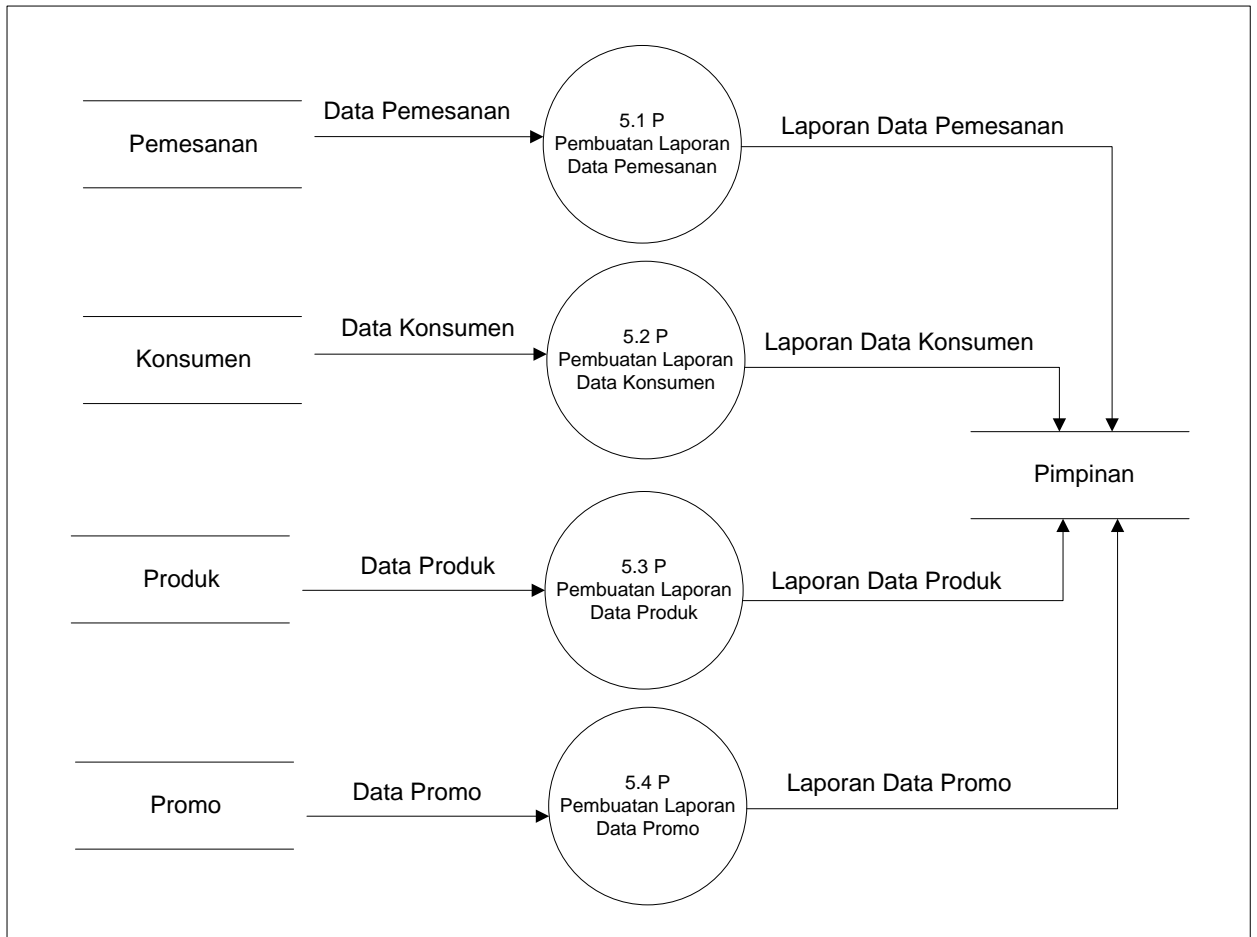 Data Pemesanan
Pemesanan
5.1 P
Pembuatan Laporan
Data Pemesanan
Laporan Data Pemesanan
Data Konsumen
Konsumen
5.2 P
Pembuatan Laporan
Data Konsumen
Laporan Data Konsumen
Pimpinan
Data Produk
Produk
5.3 P
Pembuatan Laporan
Data Produk
Laporan Data Produk
Data Promo
Promo
5.4 P
Pembuatan Laporan
Data Promo
Laporan Data Promo